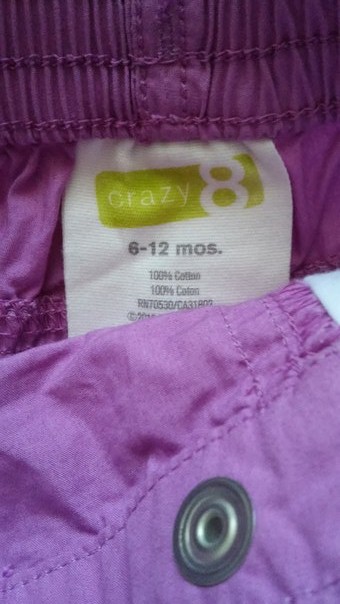 crazy 8
6-12 mos.
100% Cotton
100% Coton
RN70530/CA31802